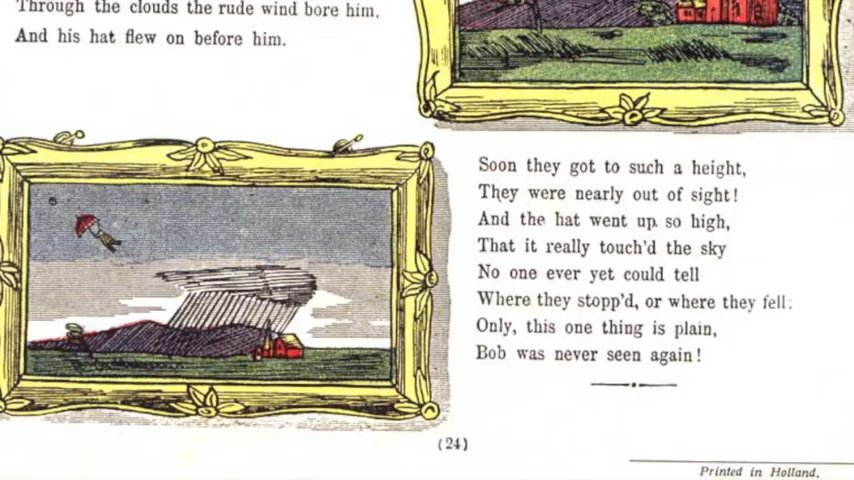 Through the clouds the rude wind bore him,
And his hat flew on before him.
Soon they got to such a height,
They were nearly out of sight!
And the hat went up so high,
That it really touch'd the sky
No one ever yet could tell
Where they stopp'd, or where they fell:
Only, this one thing is plain,
Bob was never seen again!
(24)
Printed in Holland.